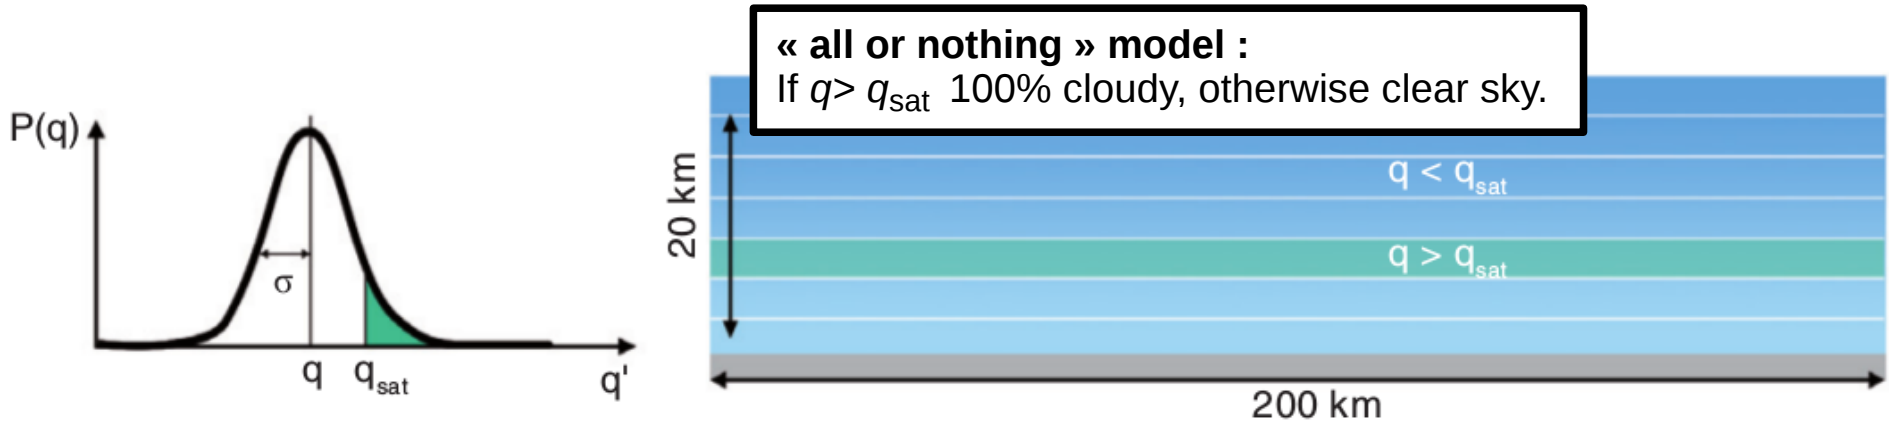 « all or nothing » model :
If q> qsat 100% cloudy, otherwise clear sky.
P(q)
σ
q
qsat
q'
20 km
q < qsat
q > qsat
200 km